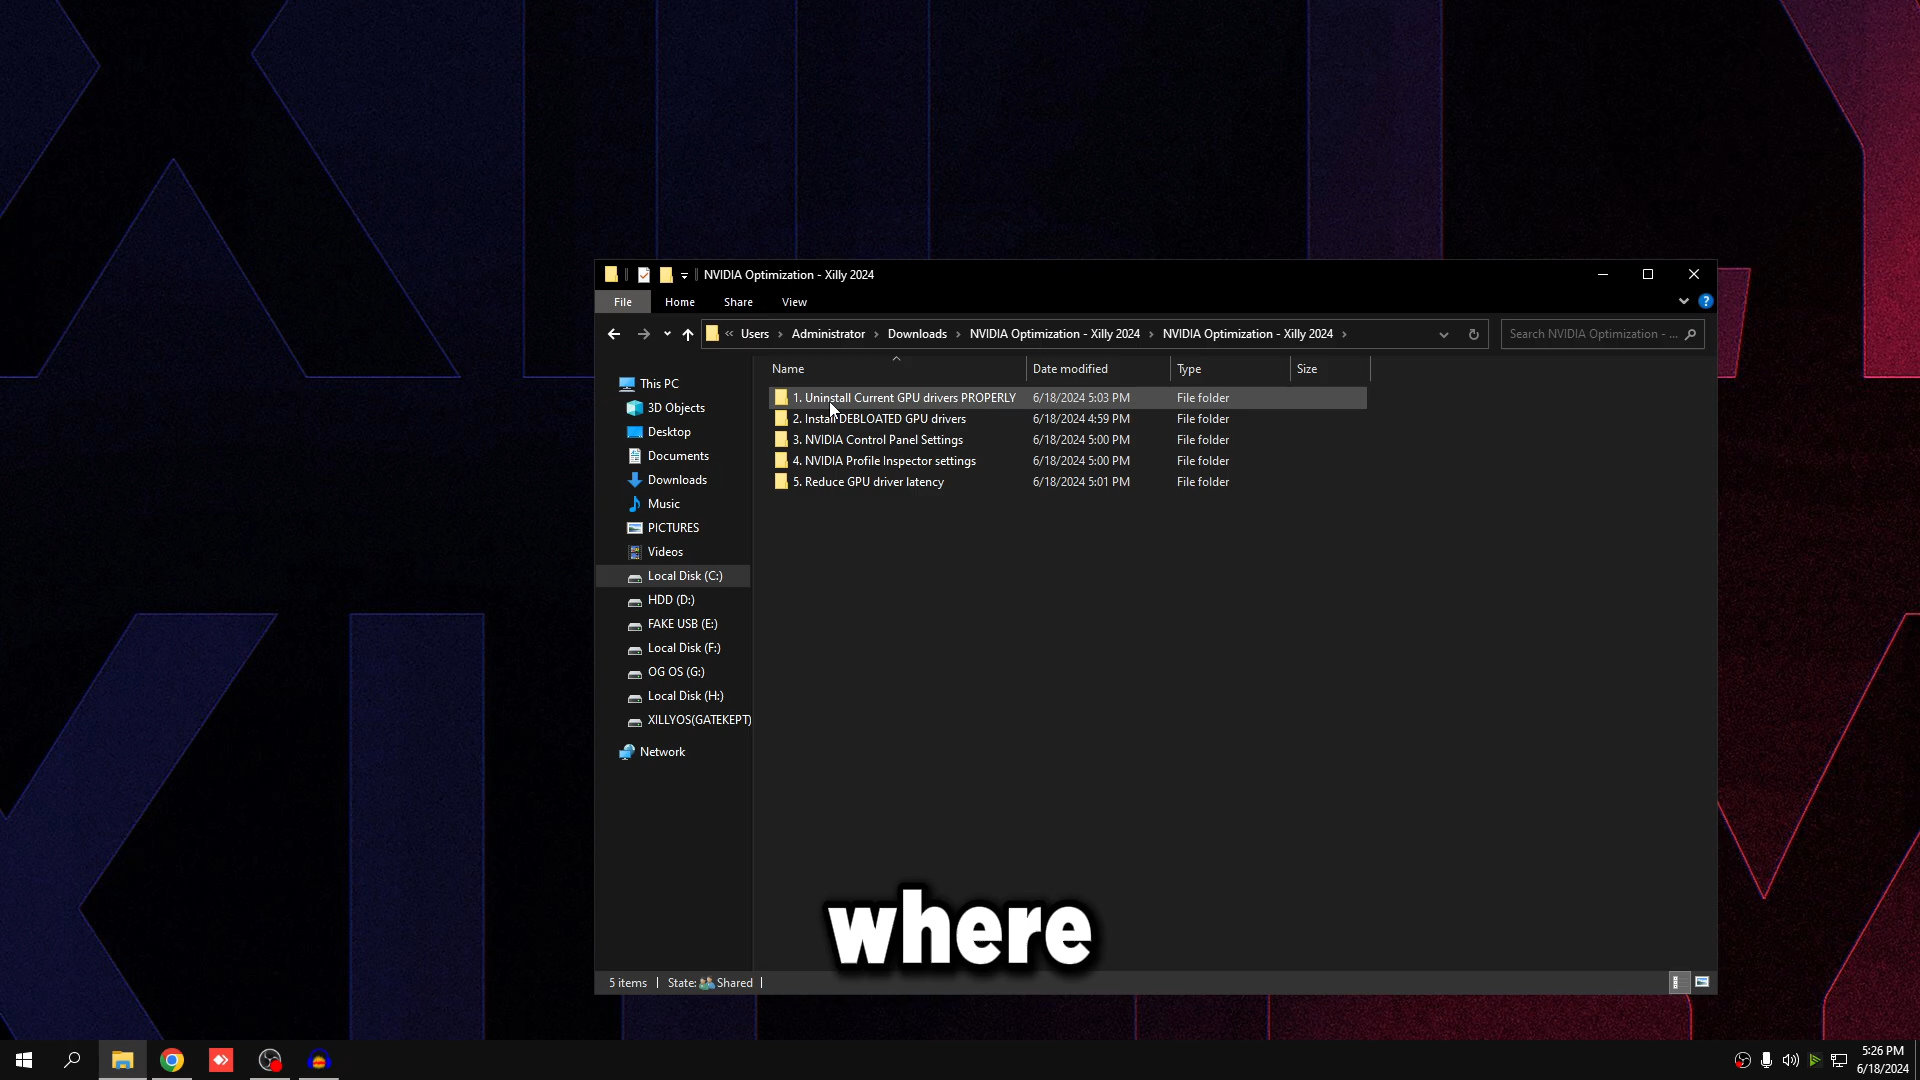 NVIDIA Optimization - Xilly 2024
File Home Share View
« Users Administrator Downloads NVIDIA Optimization - Xilly 2024 NVIDIA Optimization - Xilly 2024
Search NVIDIA Optimization - ...
Name Date modified Type Size
1. Uninstall Current GPU drivers PROPERLY 6/18/2024 5:03 PM File folder
2. Install DEBLOATED GPU drivers 6/18/2024 4:59 PM File folder
3. NVIDIA Control Panel Settings 6/18/2024 5:00 PM File folder
4. NVIDIA Profile Inspector settings 6/18/2024 5:00 PM File folder
5. Reduce GPU driver latency 6/18/2024 5:01 PM File folder
This PC
3D Objects
Desktop
Documents
Downloads
Music
PICTURES
Videos
Local Disk (C:)
HDD (D:)
FAKE USB (E:)
Local Disk (F:)
OG OS (G:)
Local Disk (H:)
XILLYOS(GATEKEPT)
Network
where
5 items State: Shared
5:26 PM
6/18/2024